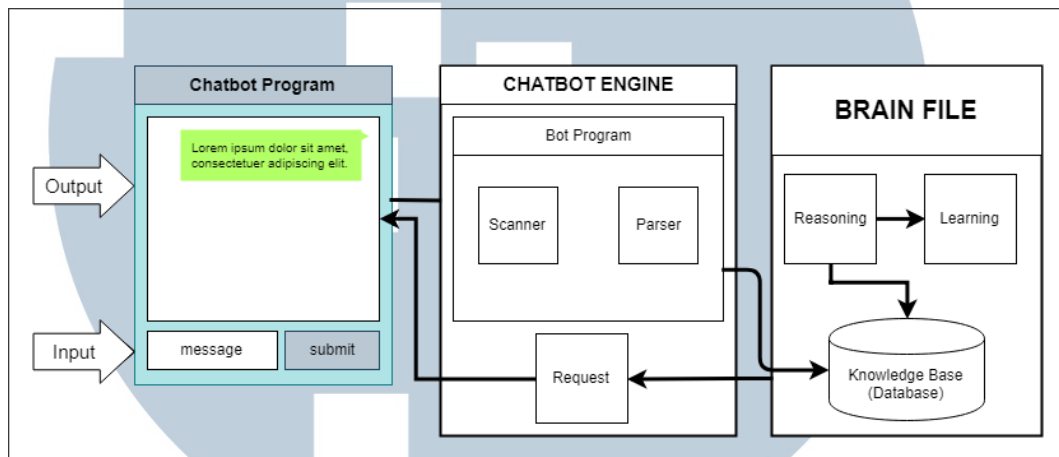 Chatbot Program
Lorem ipsum dolor sit amet,
consectetuer adipiscing elit.
Output
Input
message
submit
CHATBOT ENGINE
Bot Program
Scanner
Parser
Request
BRAIN FILE
Reasoning
Learning
Knowledge Base
(Database)